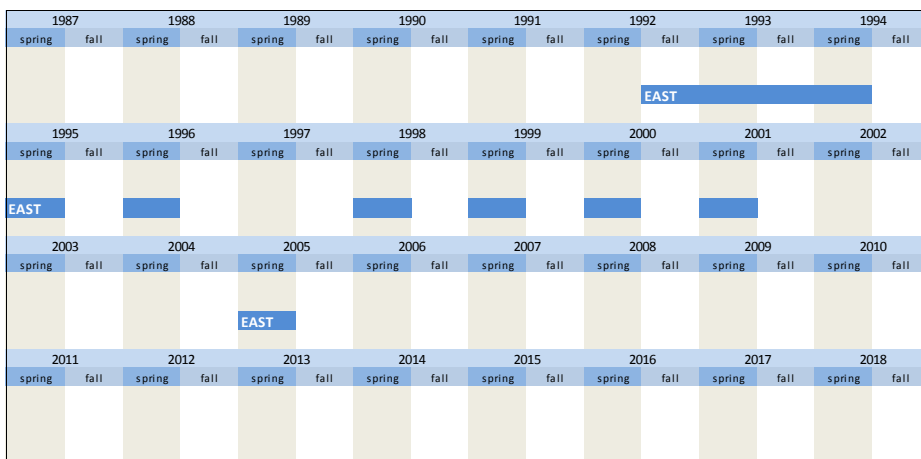 1987 1988 1989 1990 1991 1992 1993 1994
spring fall spring fall spring fall spring fall spring fall spring fall spring fall spring fall
EAST
1995 1996 1997 1998 1999 2000 2001 2002
spring fall spring fall spring fall spring fall spring fall spring fall spring fall spring fall
EAST
2003 2004 2005 2006 2007 2008 2009 2010
spring fall spring fall spring fall spring fall spring fall spring fall spring fall spring fall
EAST
2011 2012 2013 2014 2015 2016 2017 2018
spring fall spring fall spring fall spring fall spring fall spring fall spring fall spring fall